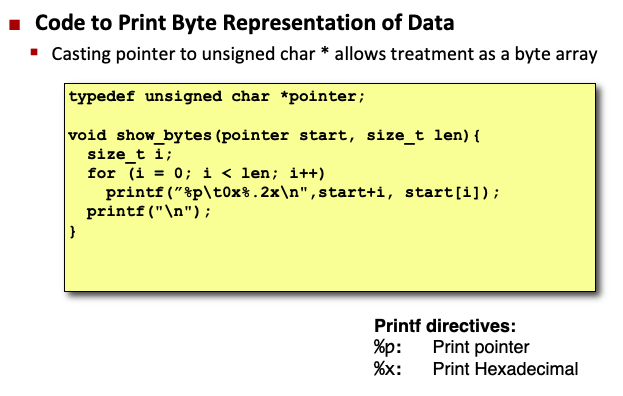 Code to Print Byte Representation of Data
Casting pointer to unsigned char * allows treatment as a byte array
typedef unsigned char *pointer;
void show_bytes(pointer start, size_t len){
  size_t i;
  for (i = 0; i < len; i++)
    printf(”%p\t0x%.2x\n",start+i, start[i]);
  printf("\n");
}
Printf directives:
%p: Print pointer
%x: Print Hexadecimal